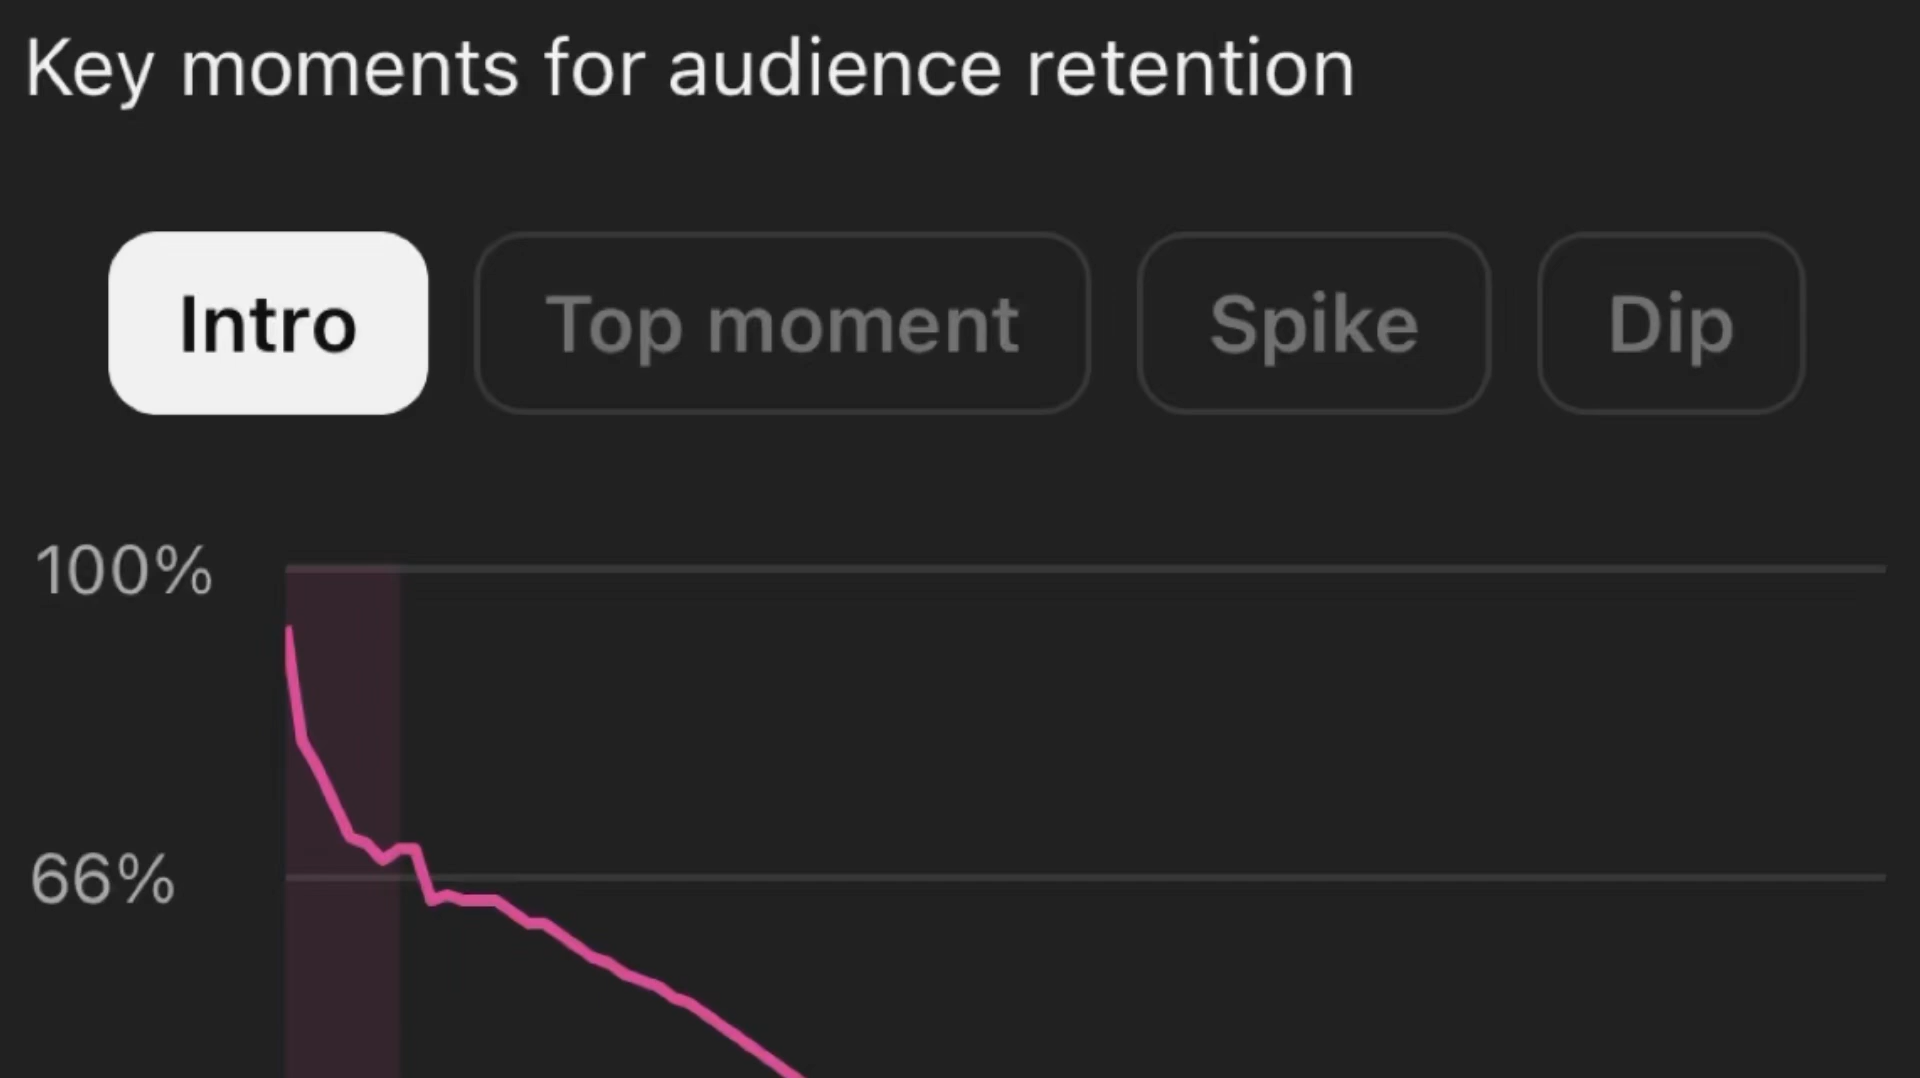 Key moments for audience retention
Intro
Top moment
Spike
Dip
100%
66%